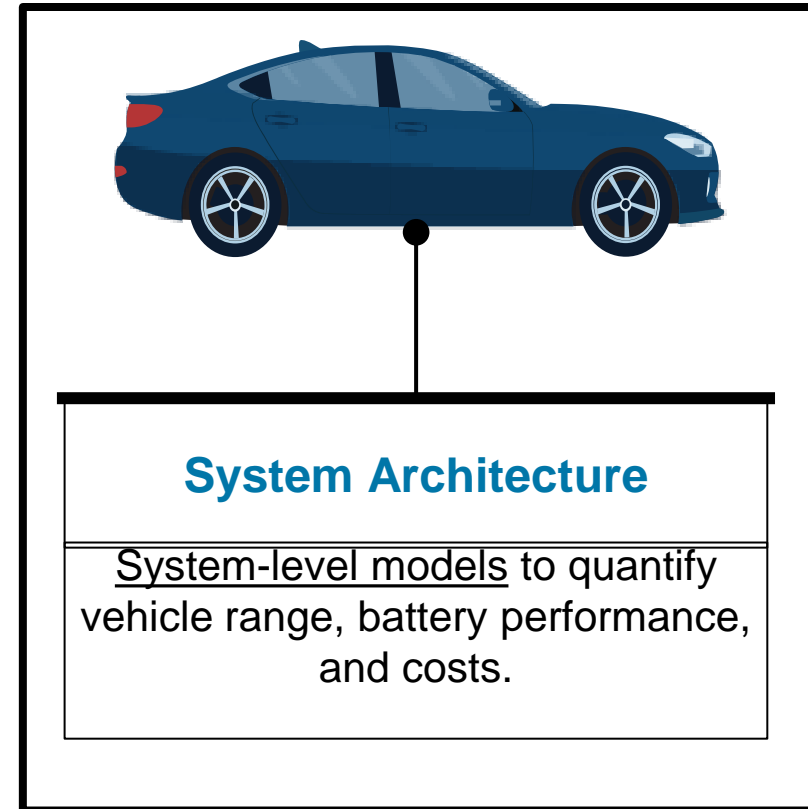 System Architecture
System-level models to quantify
vehicle range, battery performance,
and costs.